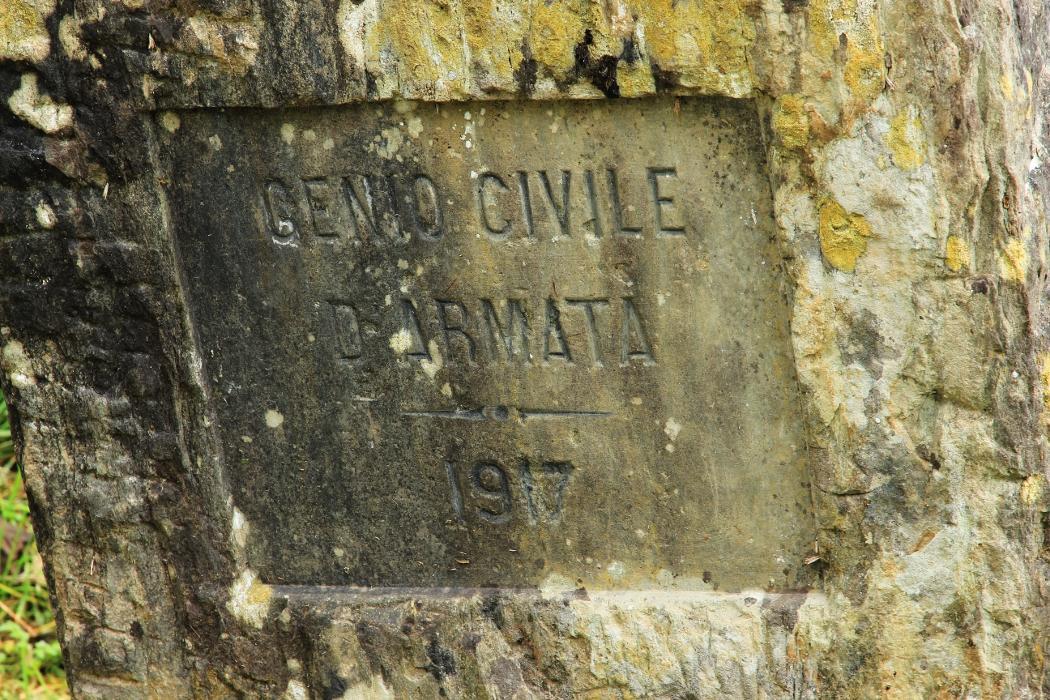 GENIO CIVILE
D'ARMATA
1917